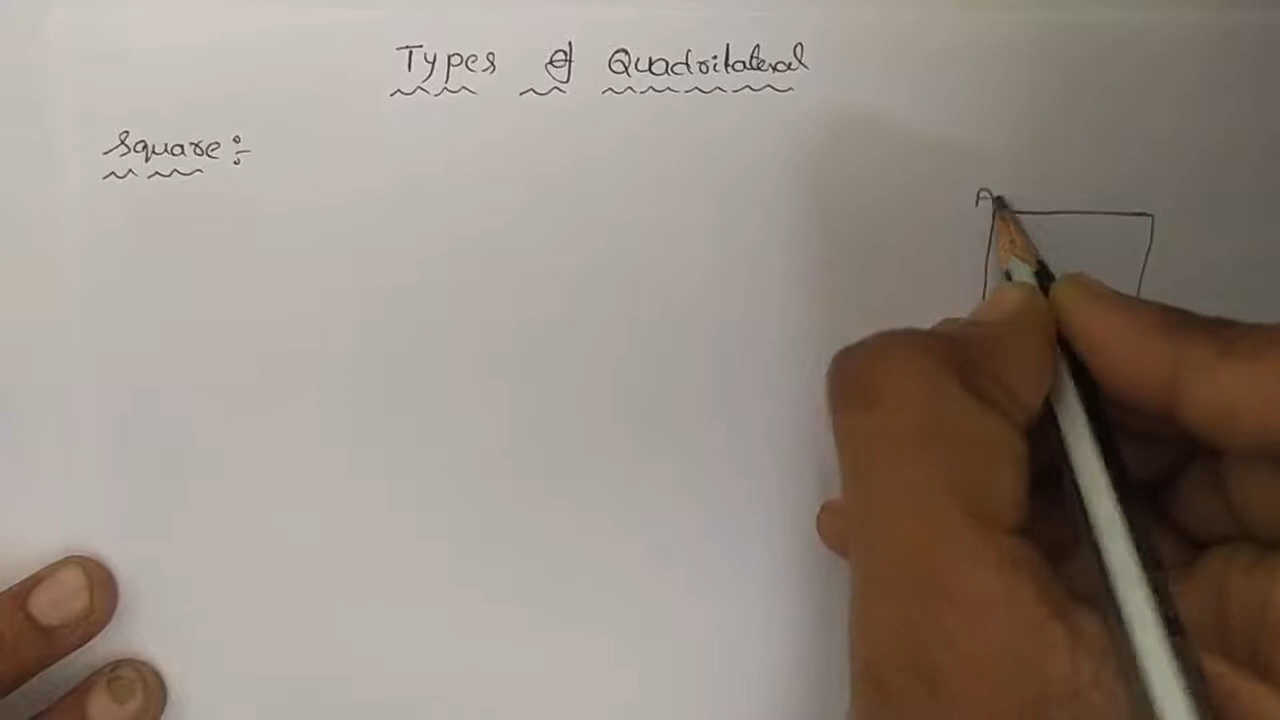 Types of Quadrilateral
Square :-
A